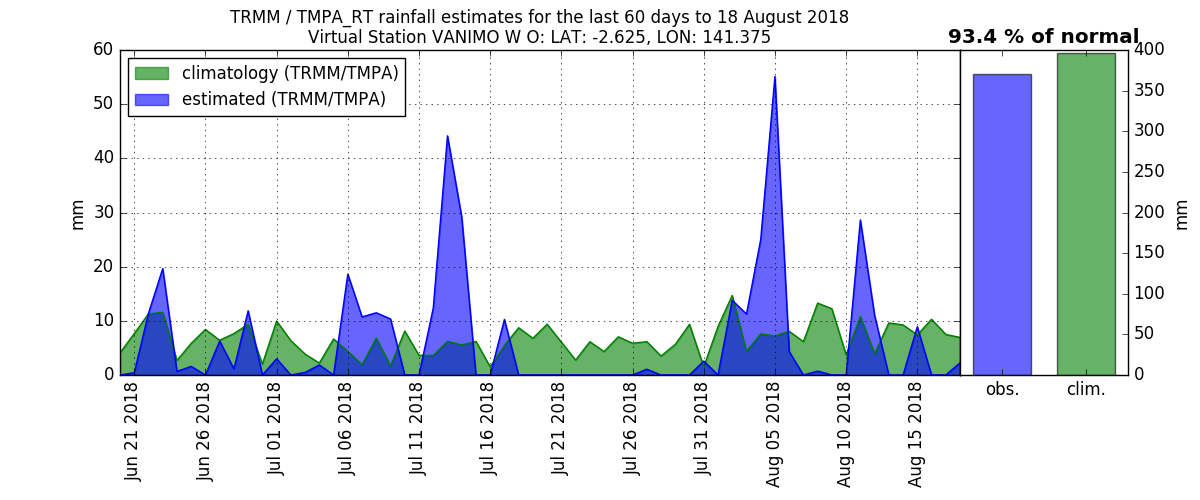 TRMM / TMPA_RT rainfall estimates for the last 60 days to 18 August 2018
Virtual Station VANIMO W O: LAT: -2.625, LON: 141.375
93.4 % of normal
climatology (TRMM/TMPA)
estimated (TRMM/TMPA)
60
50
40
30
20
10
0
mm
Jun 21 2018
Jun 26 2018
Jul 01 2018
Jul 06 2018
Jul 11 2018
Jul 16 2018
Jul 21 2018
Jul 26 2018
Jul 31 2018
Aug 05 2018
Aug 10 2018
Aug 15 2018
obs.
clim.
400
350
300
250
200
150
100
50
0
mm